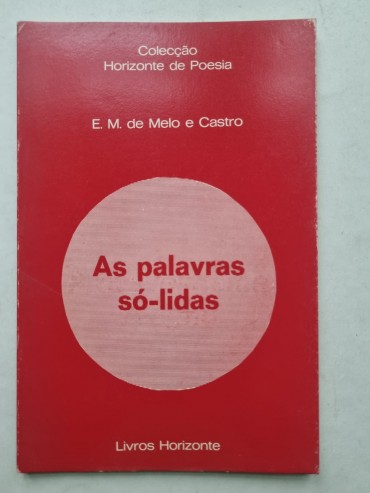 Colecção
Horizonte de Poesia
E. M. de Melo e Castro
As palavras
só-lidas
Livros Horizonte